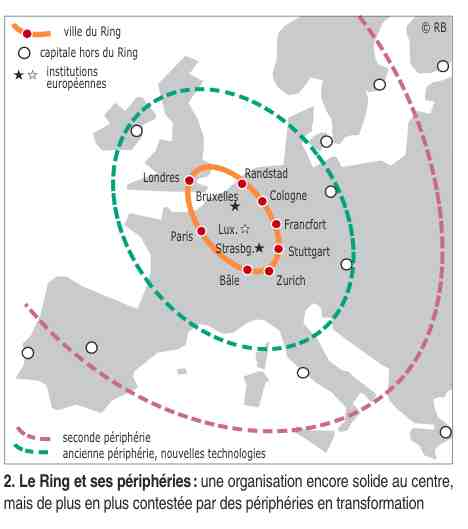 © RB
ville du Ring
capitale hors du Ring
institutions
européennes
Londres
Randstad
Bruxelles
Cologne
Lux.
Francfort
Paris
Strasbg.
Stuttgart
Bâle
Zurich
seconde périphérie
ancienne périphérie, nouvelles technologies
2. Le Ring et ses périphéries : une organisation encore solide au centre,
mais de plus en plus contestée par des périphéries en transformation